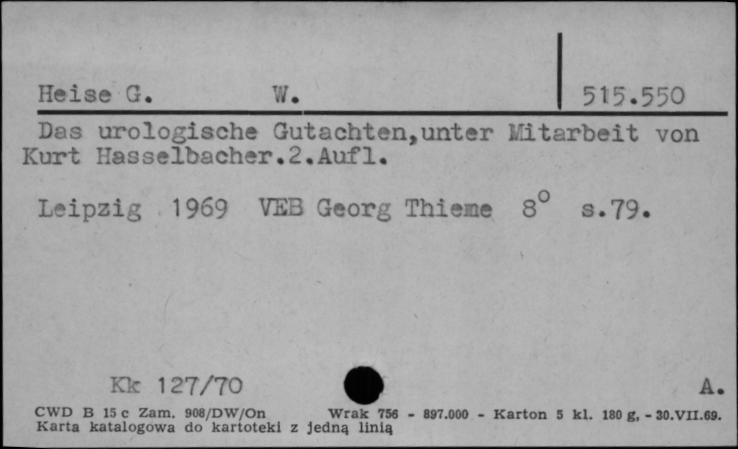 Heise G. W. 515.550
Das urologische Gutachten,unter Mitarbeit von
Kurt Hasselbacher.2.Aufl.
Leipzig 1969 VEB Georg Thieme 8° s.79.
Kk 127/70 A.
CWD B 15 c Zam. 908/DW/On Wrak 756 - 897.000 - Karton 5 kl. 180 g, - 30.VII.69.
Karta katalogowa do kartoteki z jedną linią